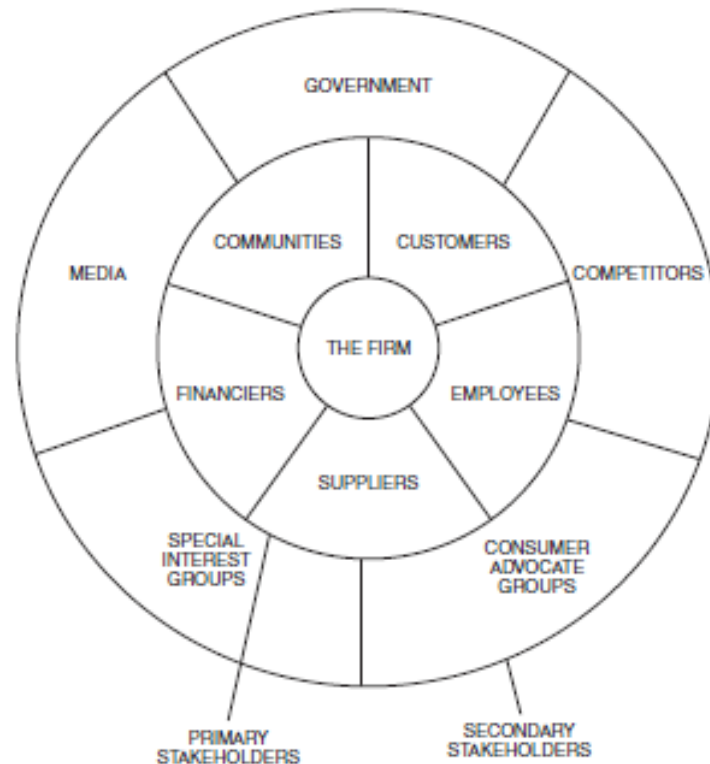 GOVERNMENT
COMMUNITIES
CUSTOMERS
MEDIA
COMPETITORS
THE FIRM
FINANCIERS
EMPLOYEES
SUPPLIERS
SPECIAL
INTEREST
GROUPS
CONSUMER
ADVOCATE
GROUPS
PRIMARY
STAKEHOLDERS
SECONDARY
STAKEHOLDERS